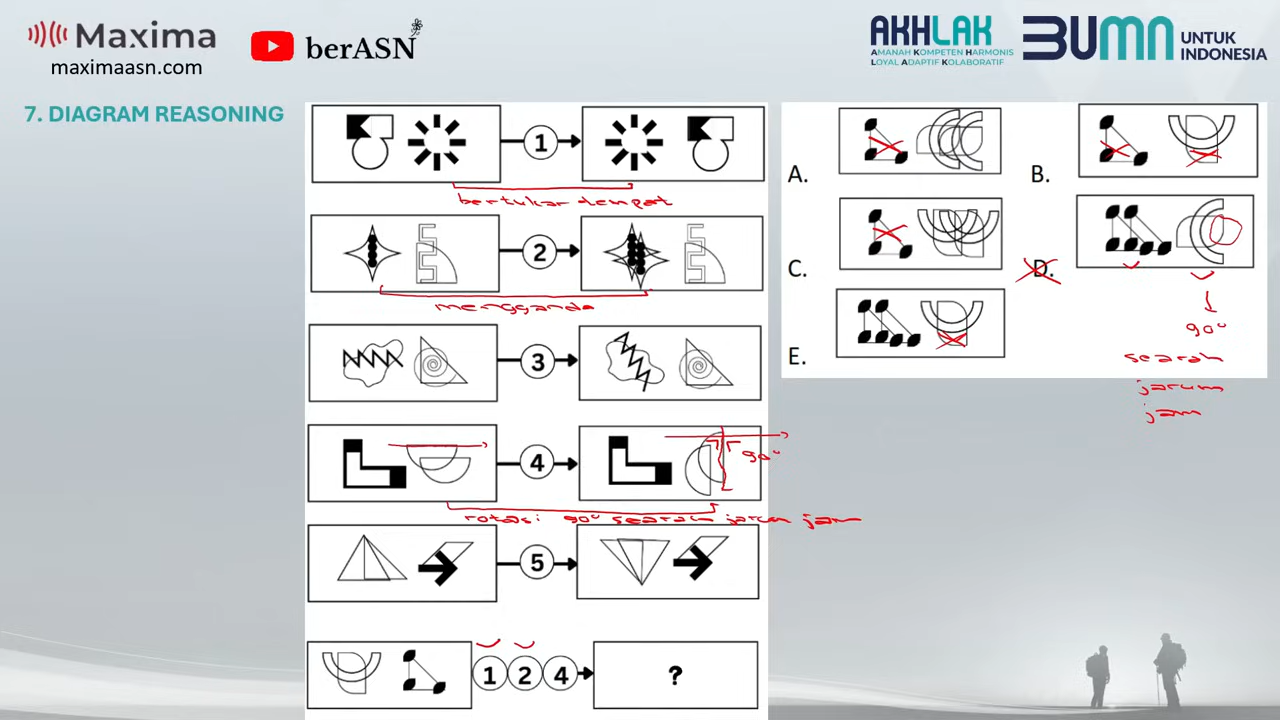 Maxima
maximaasn.com
berASN
AKHLAK
AMANAH KOMPETEN HARMONIS
LOYAL ADAPTIF KOLABORATIF
BUMN
UNTUK
INDONESIA
7. DIAGRAM REASONING
1
bertukar tempat
2
mengganda
3
4
90°
rotasi 90° searah jarum jam
5
1 2 4
?
A.
B.
C.
D.
E.
90°
searah
jarum
jam